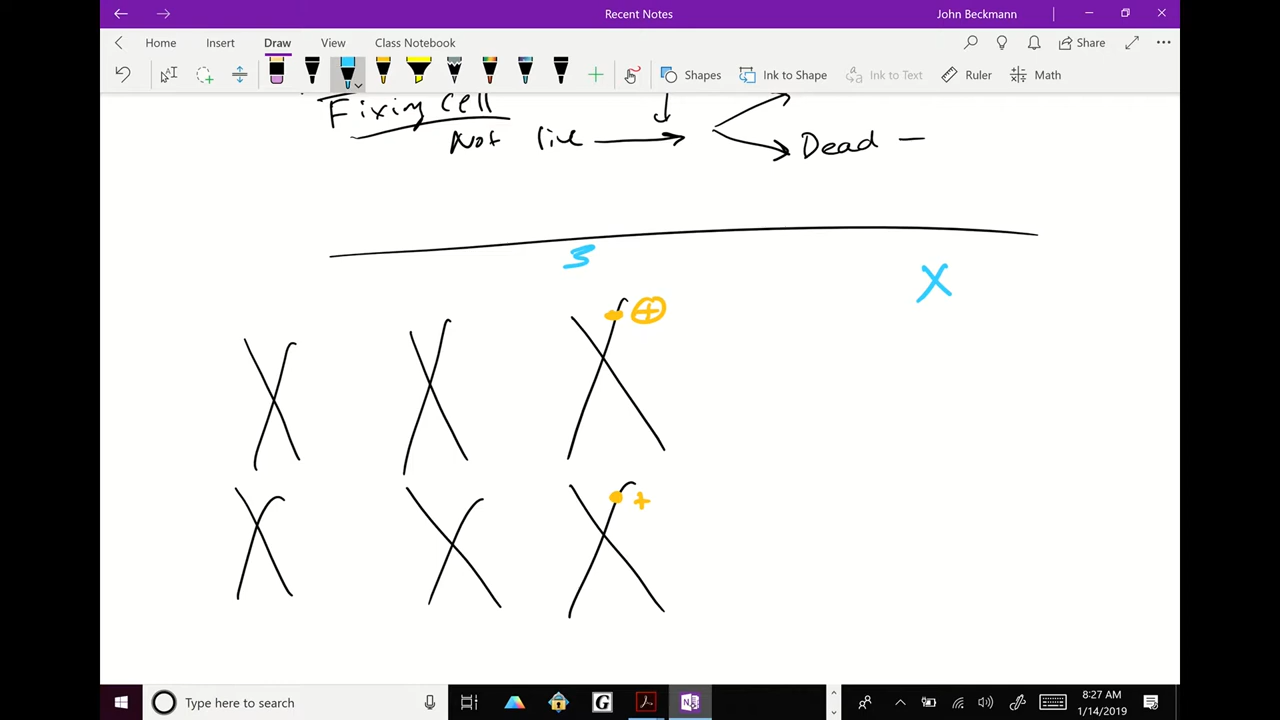 Recent Notes
John Beckmann
Home Insert Draw View Class Notebook
Share
Shapes Ink to Shape Ink to Text Ruler Math
Fixing cell
Not live
Dead –
3
X
+
+
Type here to search
G
N
8:27 AM
1/14/2019